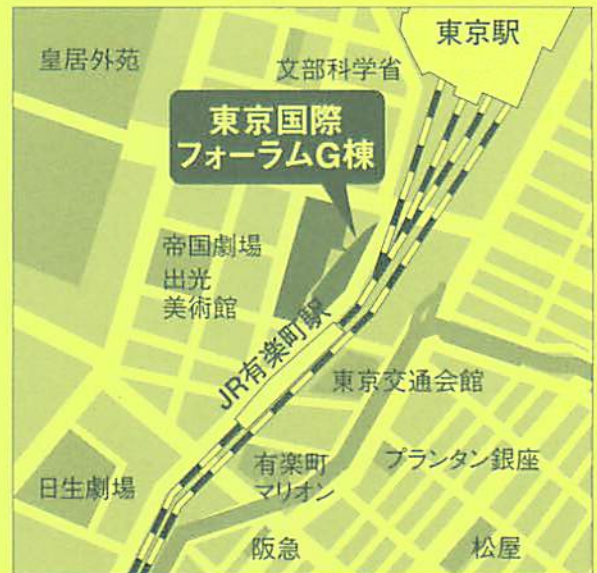 東京駅
皇居外苑
文部科学省
東京国際
フォーラムG棟
帝国劇場
出光
美術館
JR有楽町駅
東京交通会館
有楽町
マリオン
プランタン銀座
日生劇場
阪急
松屋